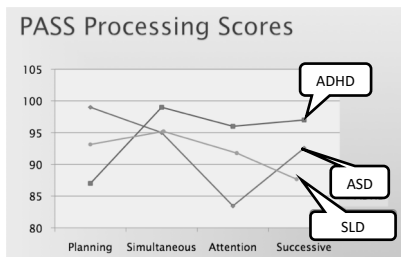 PASS Processing Scores
105
100
95
90
85
80
Planning Simultaneous Attention Successive
ADHD
ASD
SLD